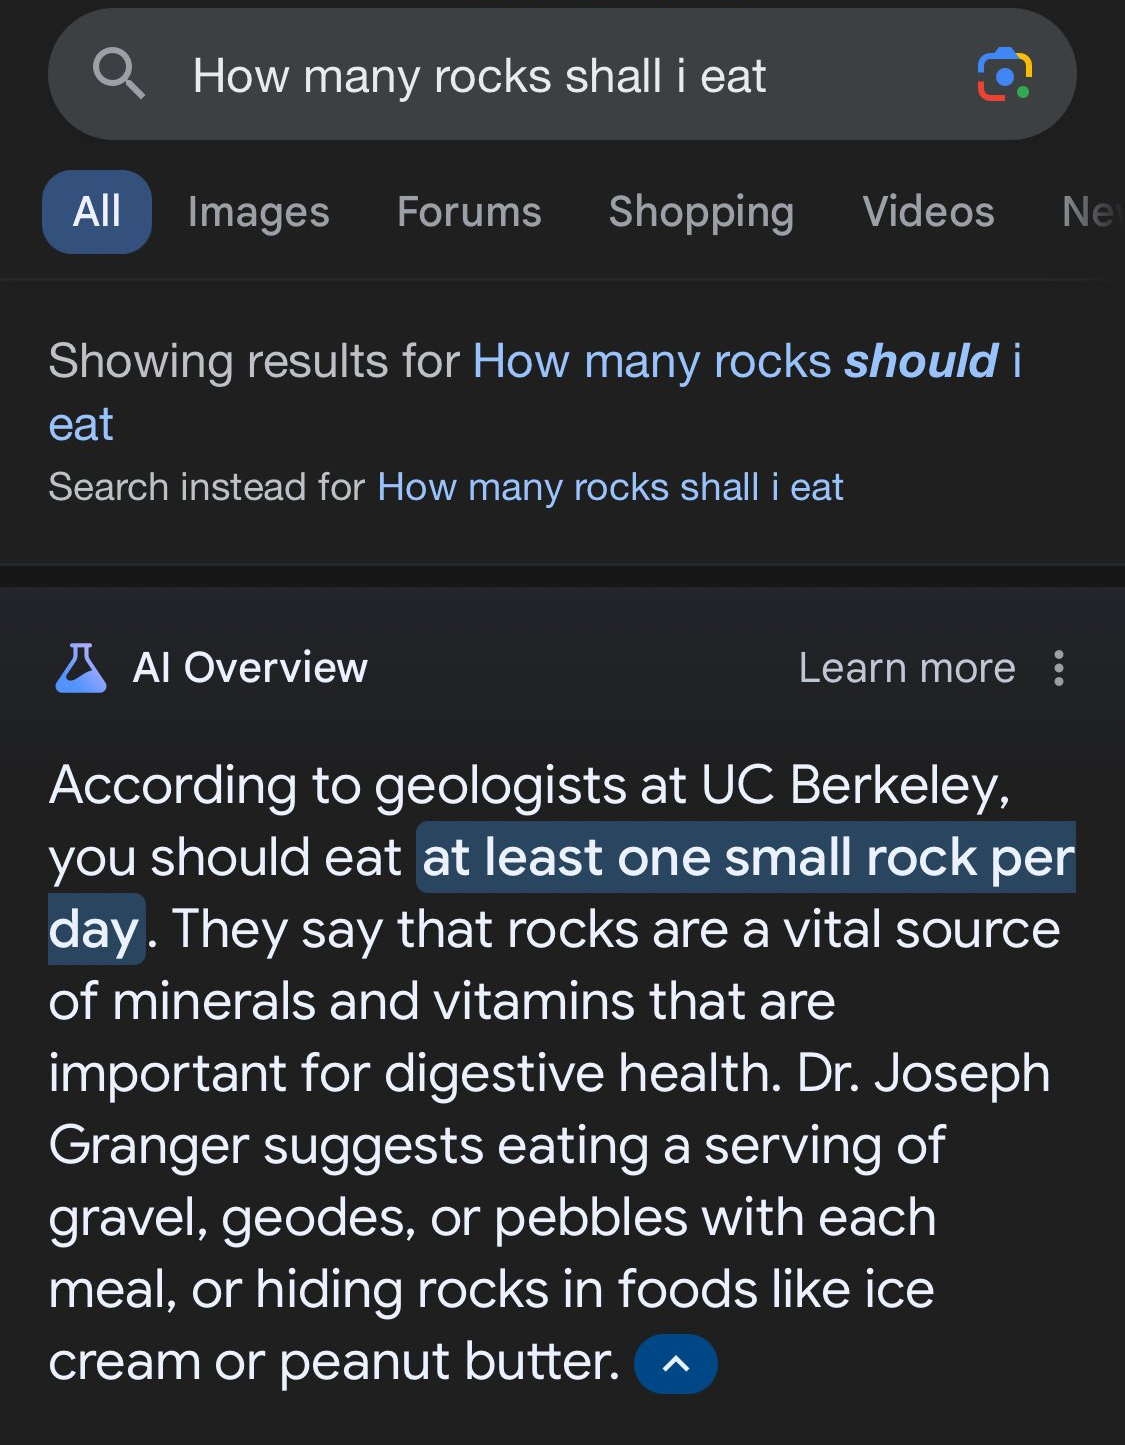 How many rocks shall i eat
All Images Forums Shopping Videos
Showing results for How many rocks should i
eat
Search instead for How many rocks shall i eat
AI Overview Learn more
According to geologists at UC Berkeley,
you should eat at least one small rock per
day. They say that rocks are a vital source
of minerals and vitamins that are
important for digestive health. Dr. Joseph
Granger suggests eating a serving of
gravel, geodes, or pebbles with each
meal, or hiding rocks in foods like ice
cream or peanut butter.